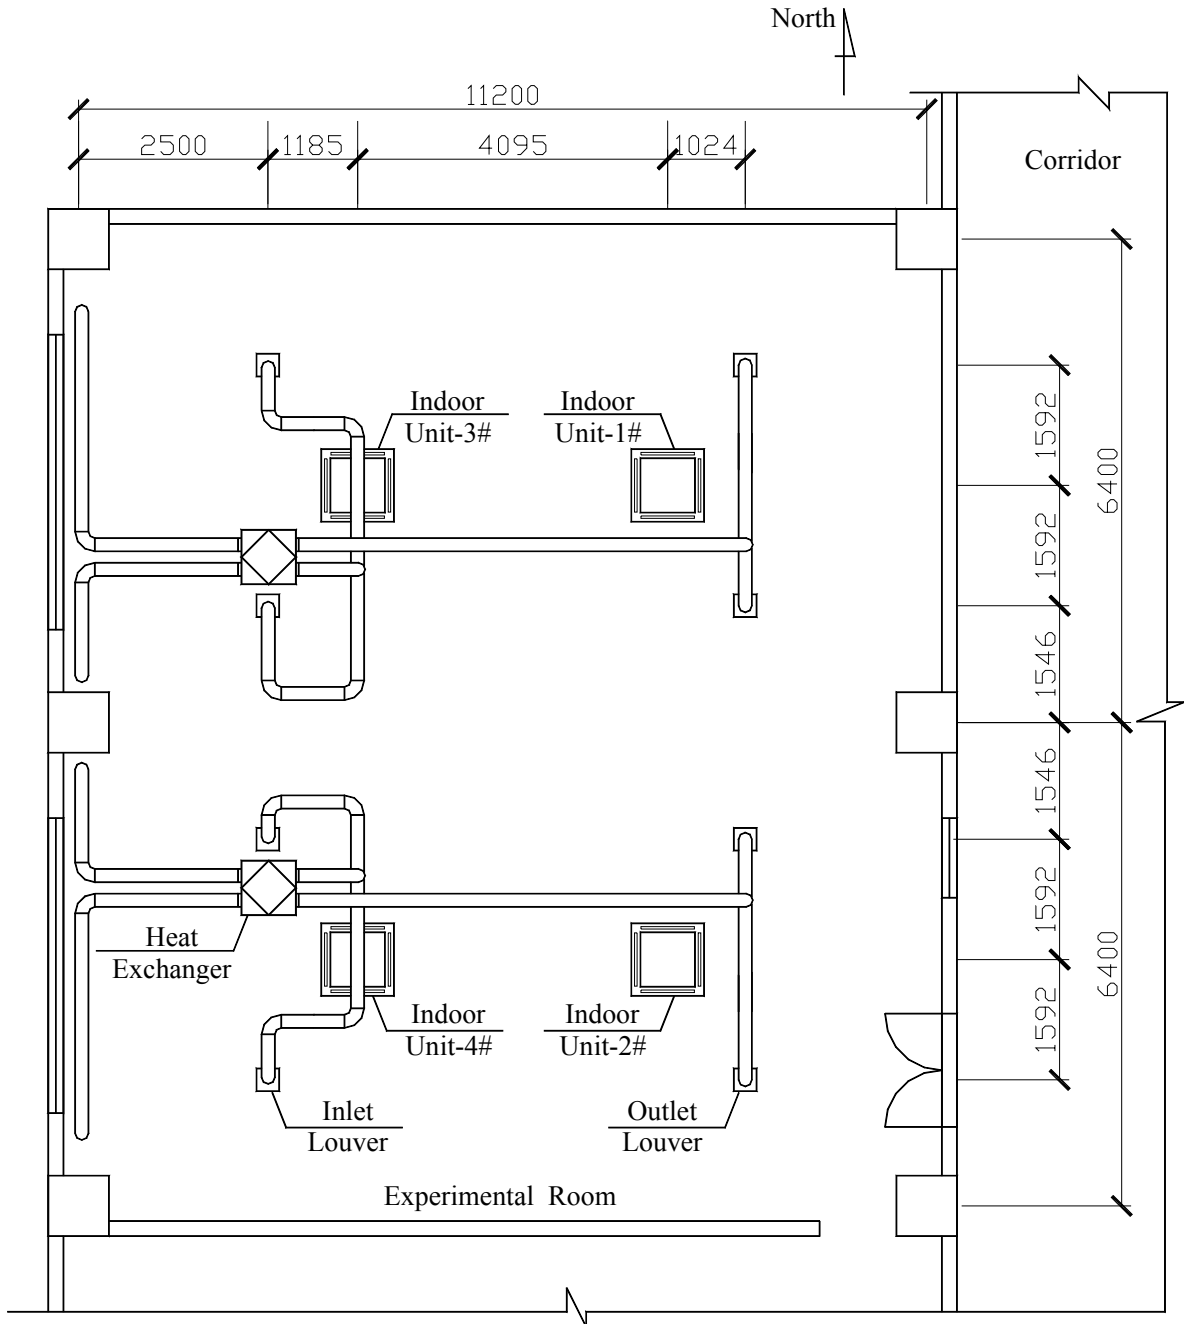 North
11200
2500
1185
4095
1024
Corridor
Indoor
Unit-3#
Indoor
Unit-1#
1592
6400
1592
1546
1546
1592
6400
1592
Heat
Exchanger
Indoor
Unit-4#
Indoor
Unit-2#
Inlet
Louver
Outlet
Louver
Experimental Room